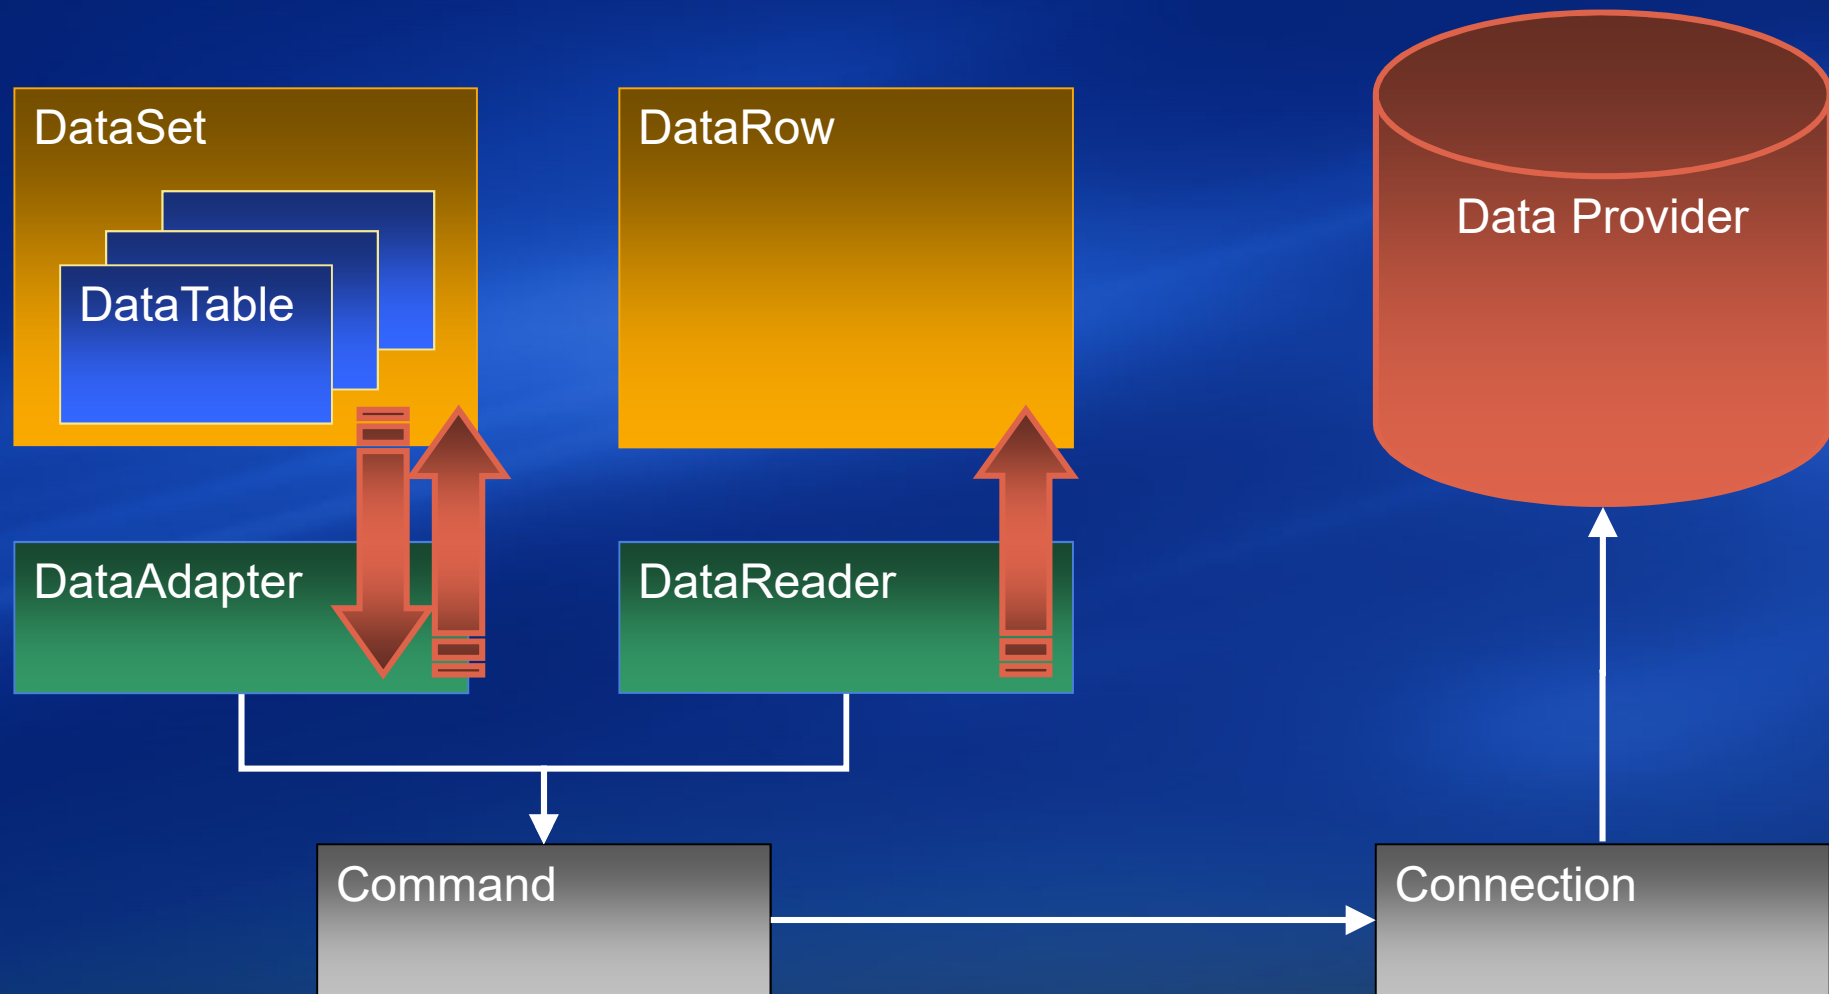 DataSet
DataRow
Data Provider
DataTable
DataAdapter
DataReader
Command
Connection